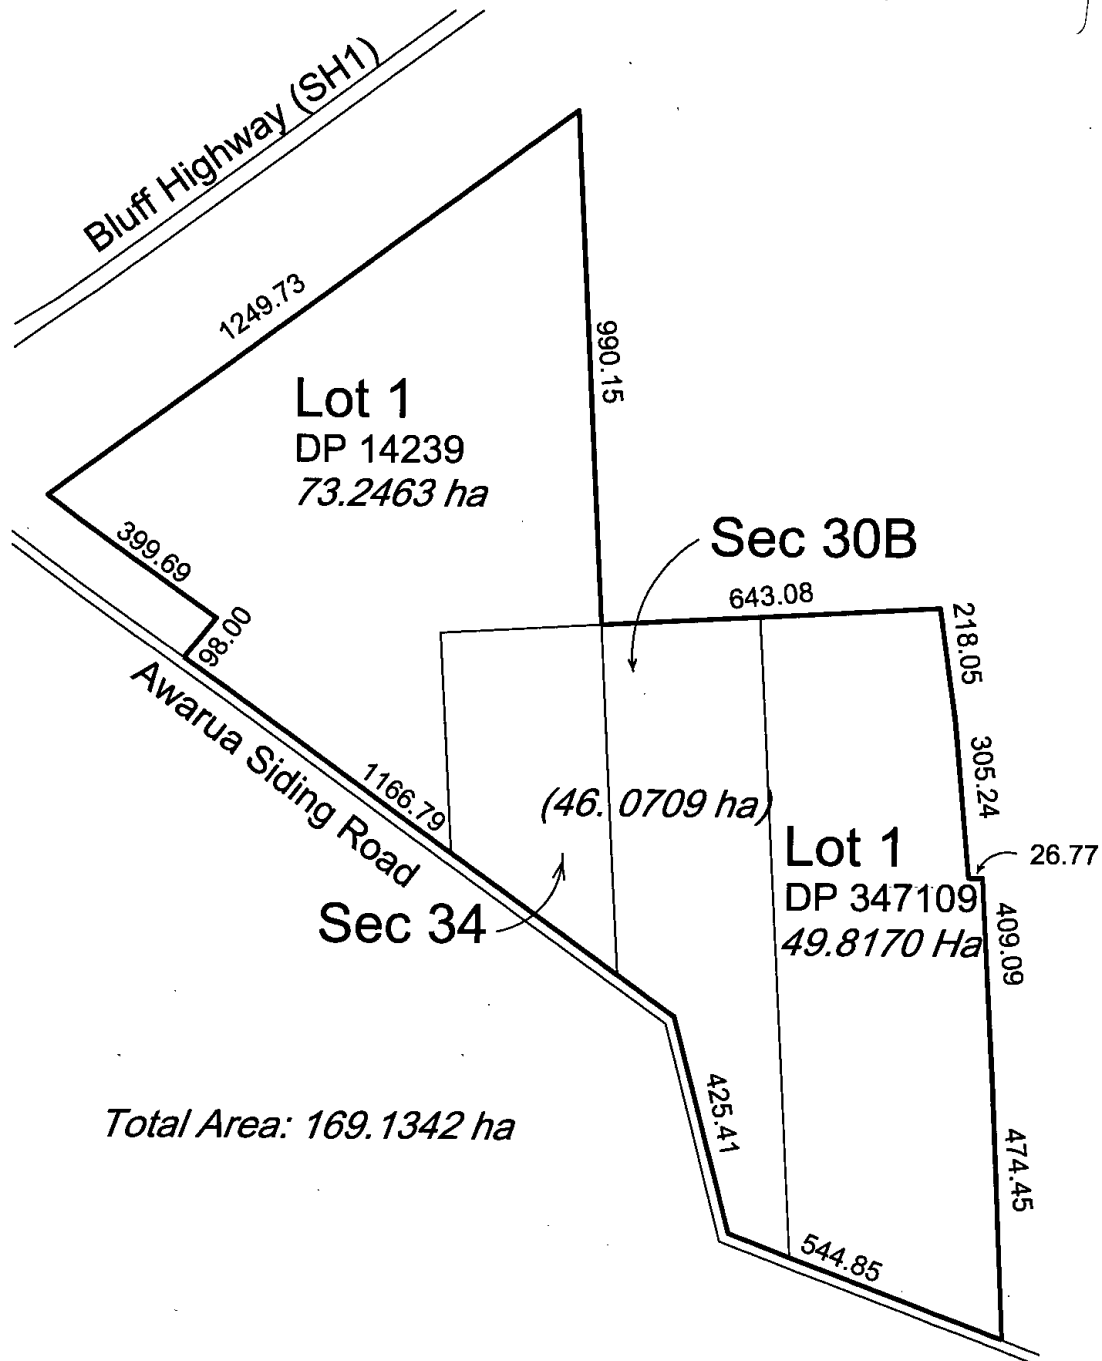 Bluff Highway (SH1)
1249.73
990.15
Lot 1
DP 14239
73.2463 ha
399.69
98.00
Sec 30B
643.08
218.05
305.24
26.77
Awarua Siding Road
1166.79
(46.0709 ha)
Lot 1
DP 347109
49.8170 Ha
409.09
Sec 34
425.41
474.45
544.85
Total Area: 169.1342 ha